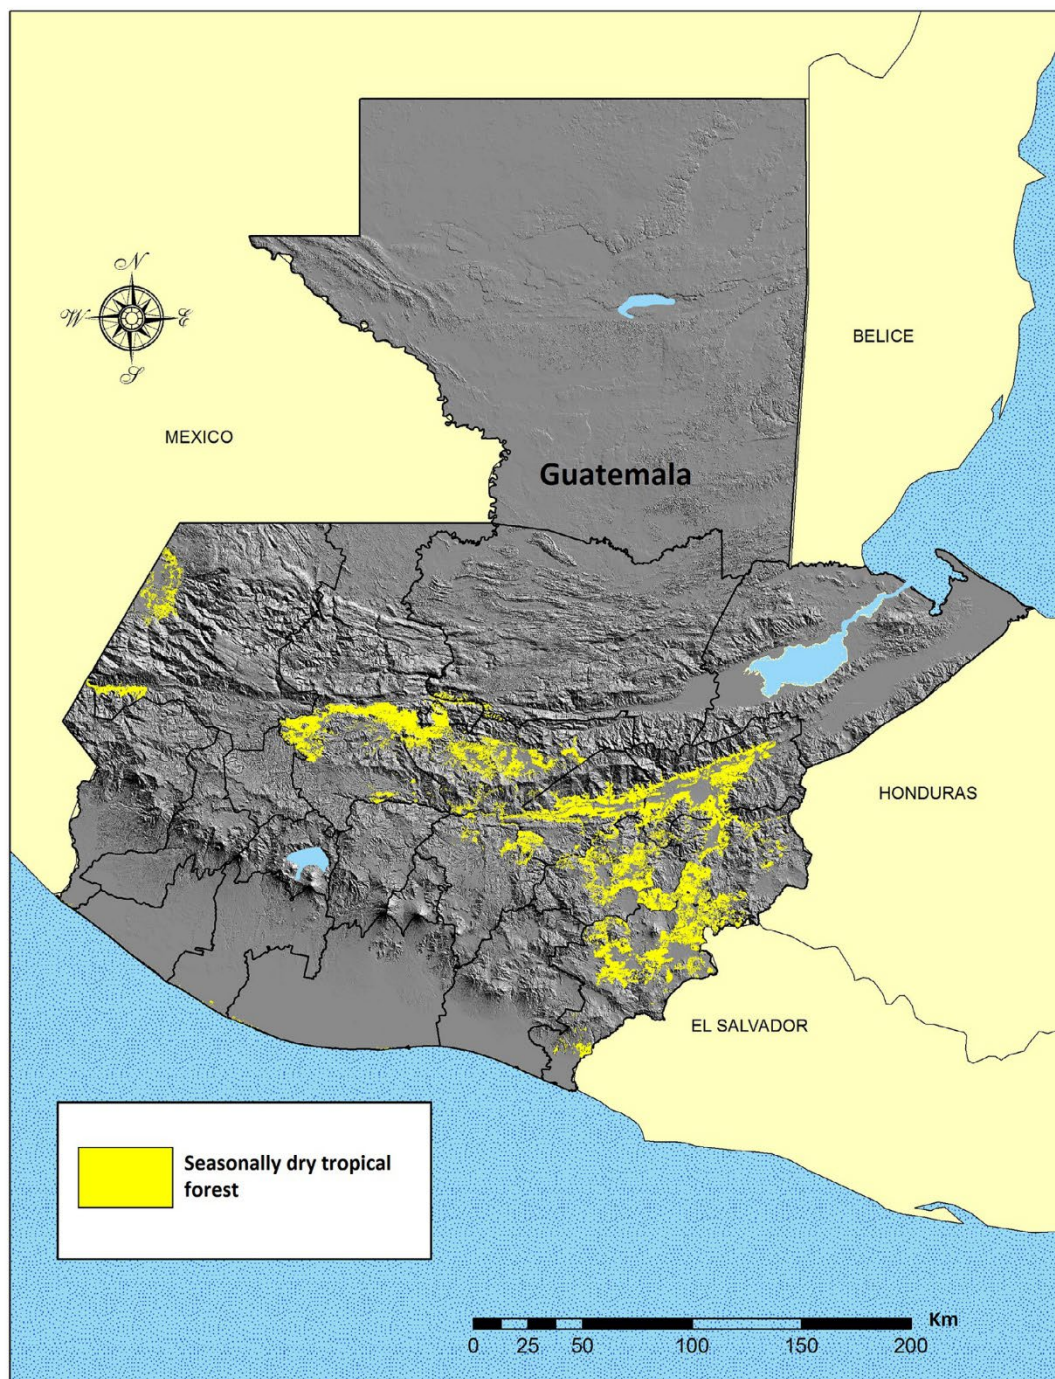 N
W E
S
BELICE
MEXICO
Guatemala
HONDURAS
EL SALVADOR
Seasonally dry tropical
forest
Km
0 25 50 100 150 200